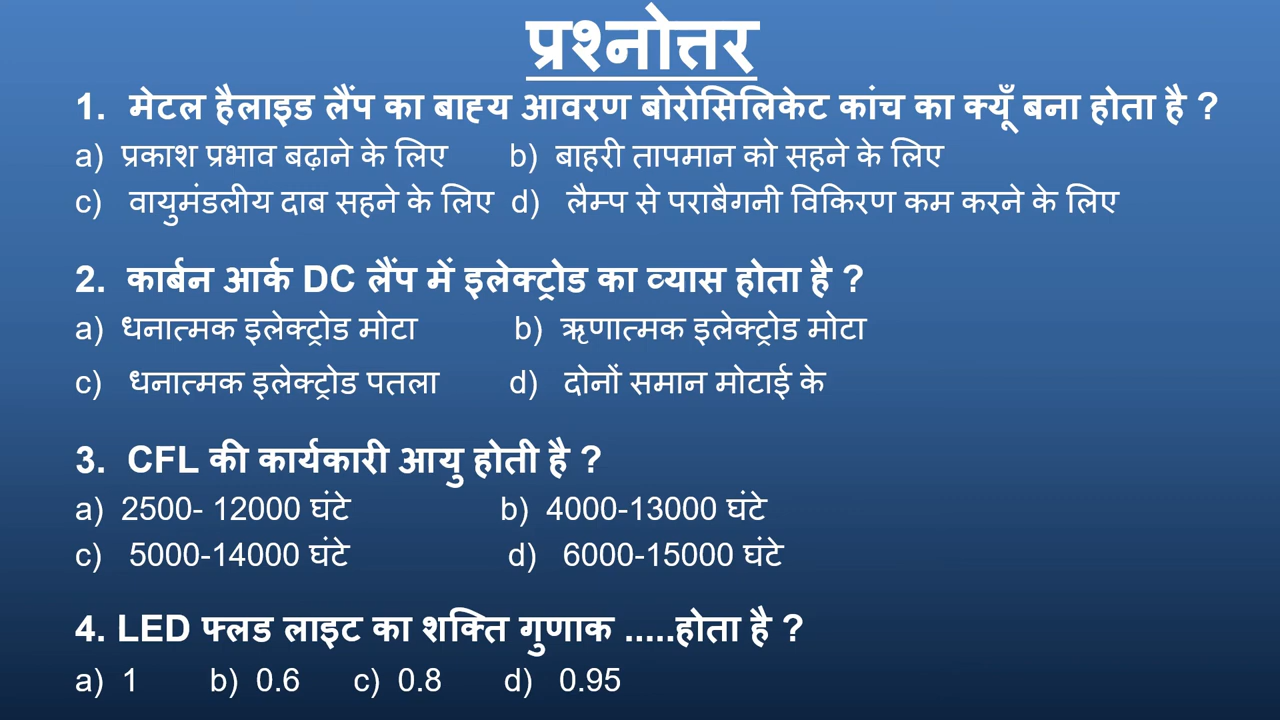 प्रश्नोत्तर
1. मेटल हैलाइड लैंप का बाह्य आवरण बोरोसिलिकेट कांच का क्यूँ बना होता है ?
a) प्रकाश प्रभाव बढ़ाने के लिए b) बाहरी तापमान को सहने के लिए
c) वायुमंडलीय दाब सहने के लिए d) लैम्प से पराबैगनी विकिरण कम करने के लिए
2. कार्बन आर्क DC लैंप में इलेक्ट्रोड का व्यास होता है ?
a) धनात्मक इलेक्ट्रोड मोटा b) ऋणात्मक इलेक्ट्रोड मोटा
c) धनात्मक इलेक्ट्रोड पतला d) दोनों समान मोटाई के
3. CFL की कार्यकारी आयु होती है ?
a) 2500- 12000 घंटे b) 4000-13000 घंटे
c) 5000-14000 घंटे d) 6000-15000 घंटे
4. LED फ्लड लाइट का शक्ति गुणाक .....होता है ?
a) 1 b) 0.6 c) 0.8 d) 0.95